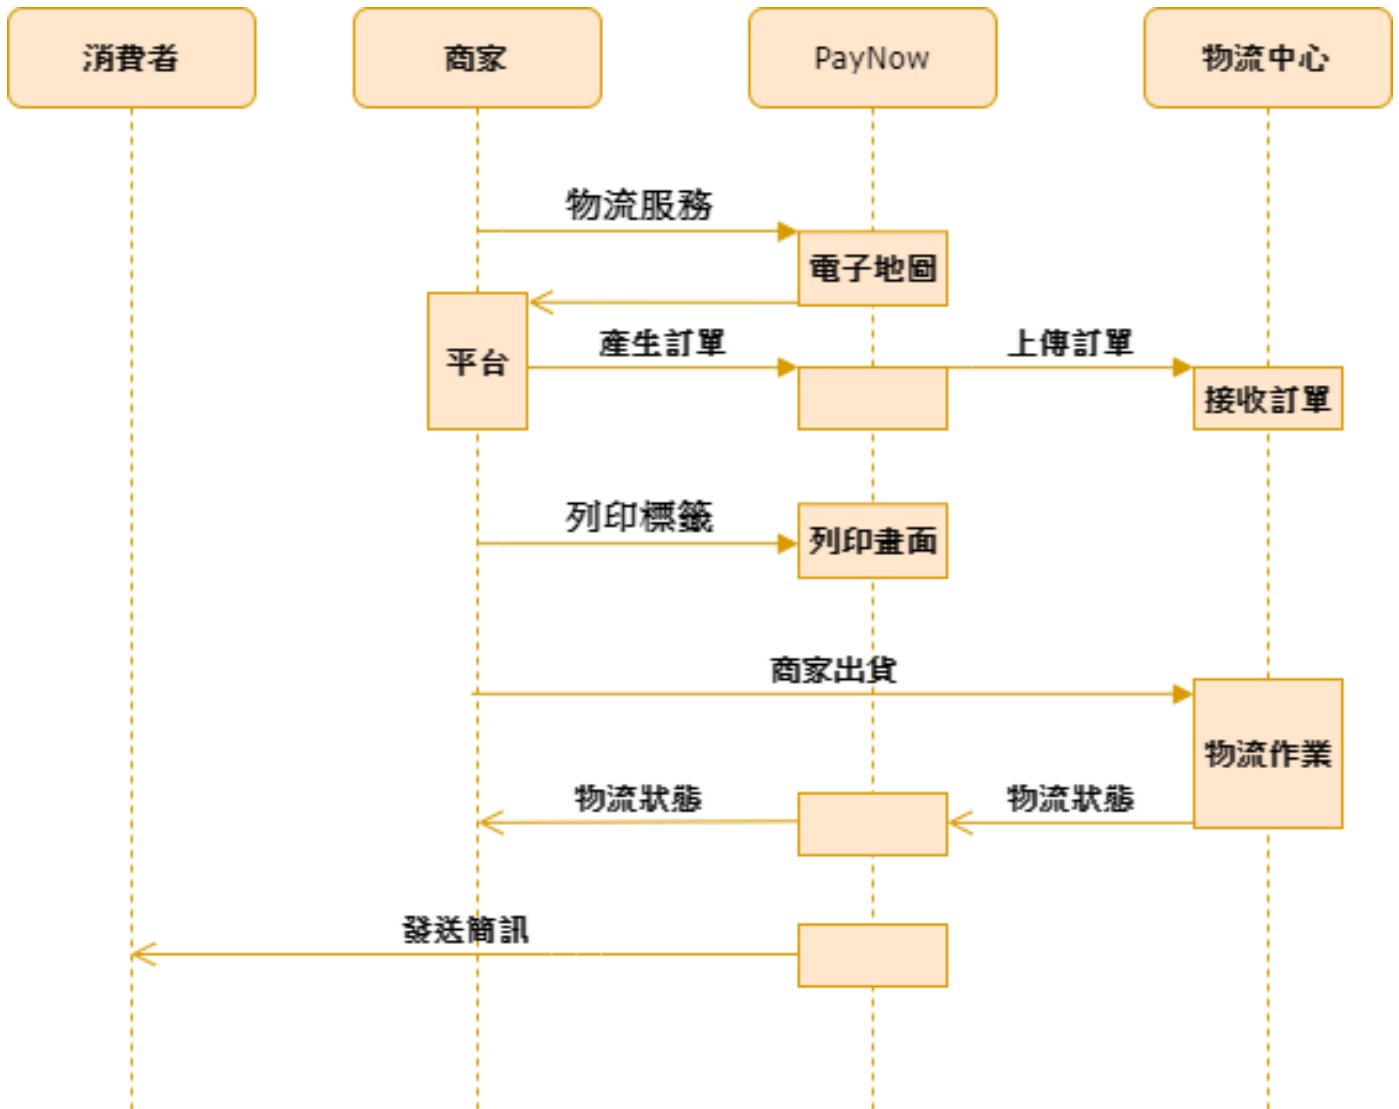 消費者
商家
PayNow
物流中心
物流服務
電子地圖
平台
產生訂單
上傳訂單
接收訂單
列印標籤
列印畫面
商家出貨
物流作業
物流狀態
物流狀態
發送簡訊